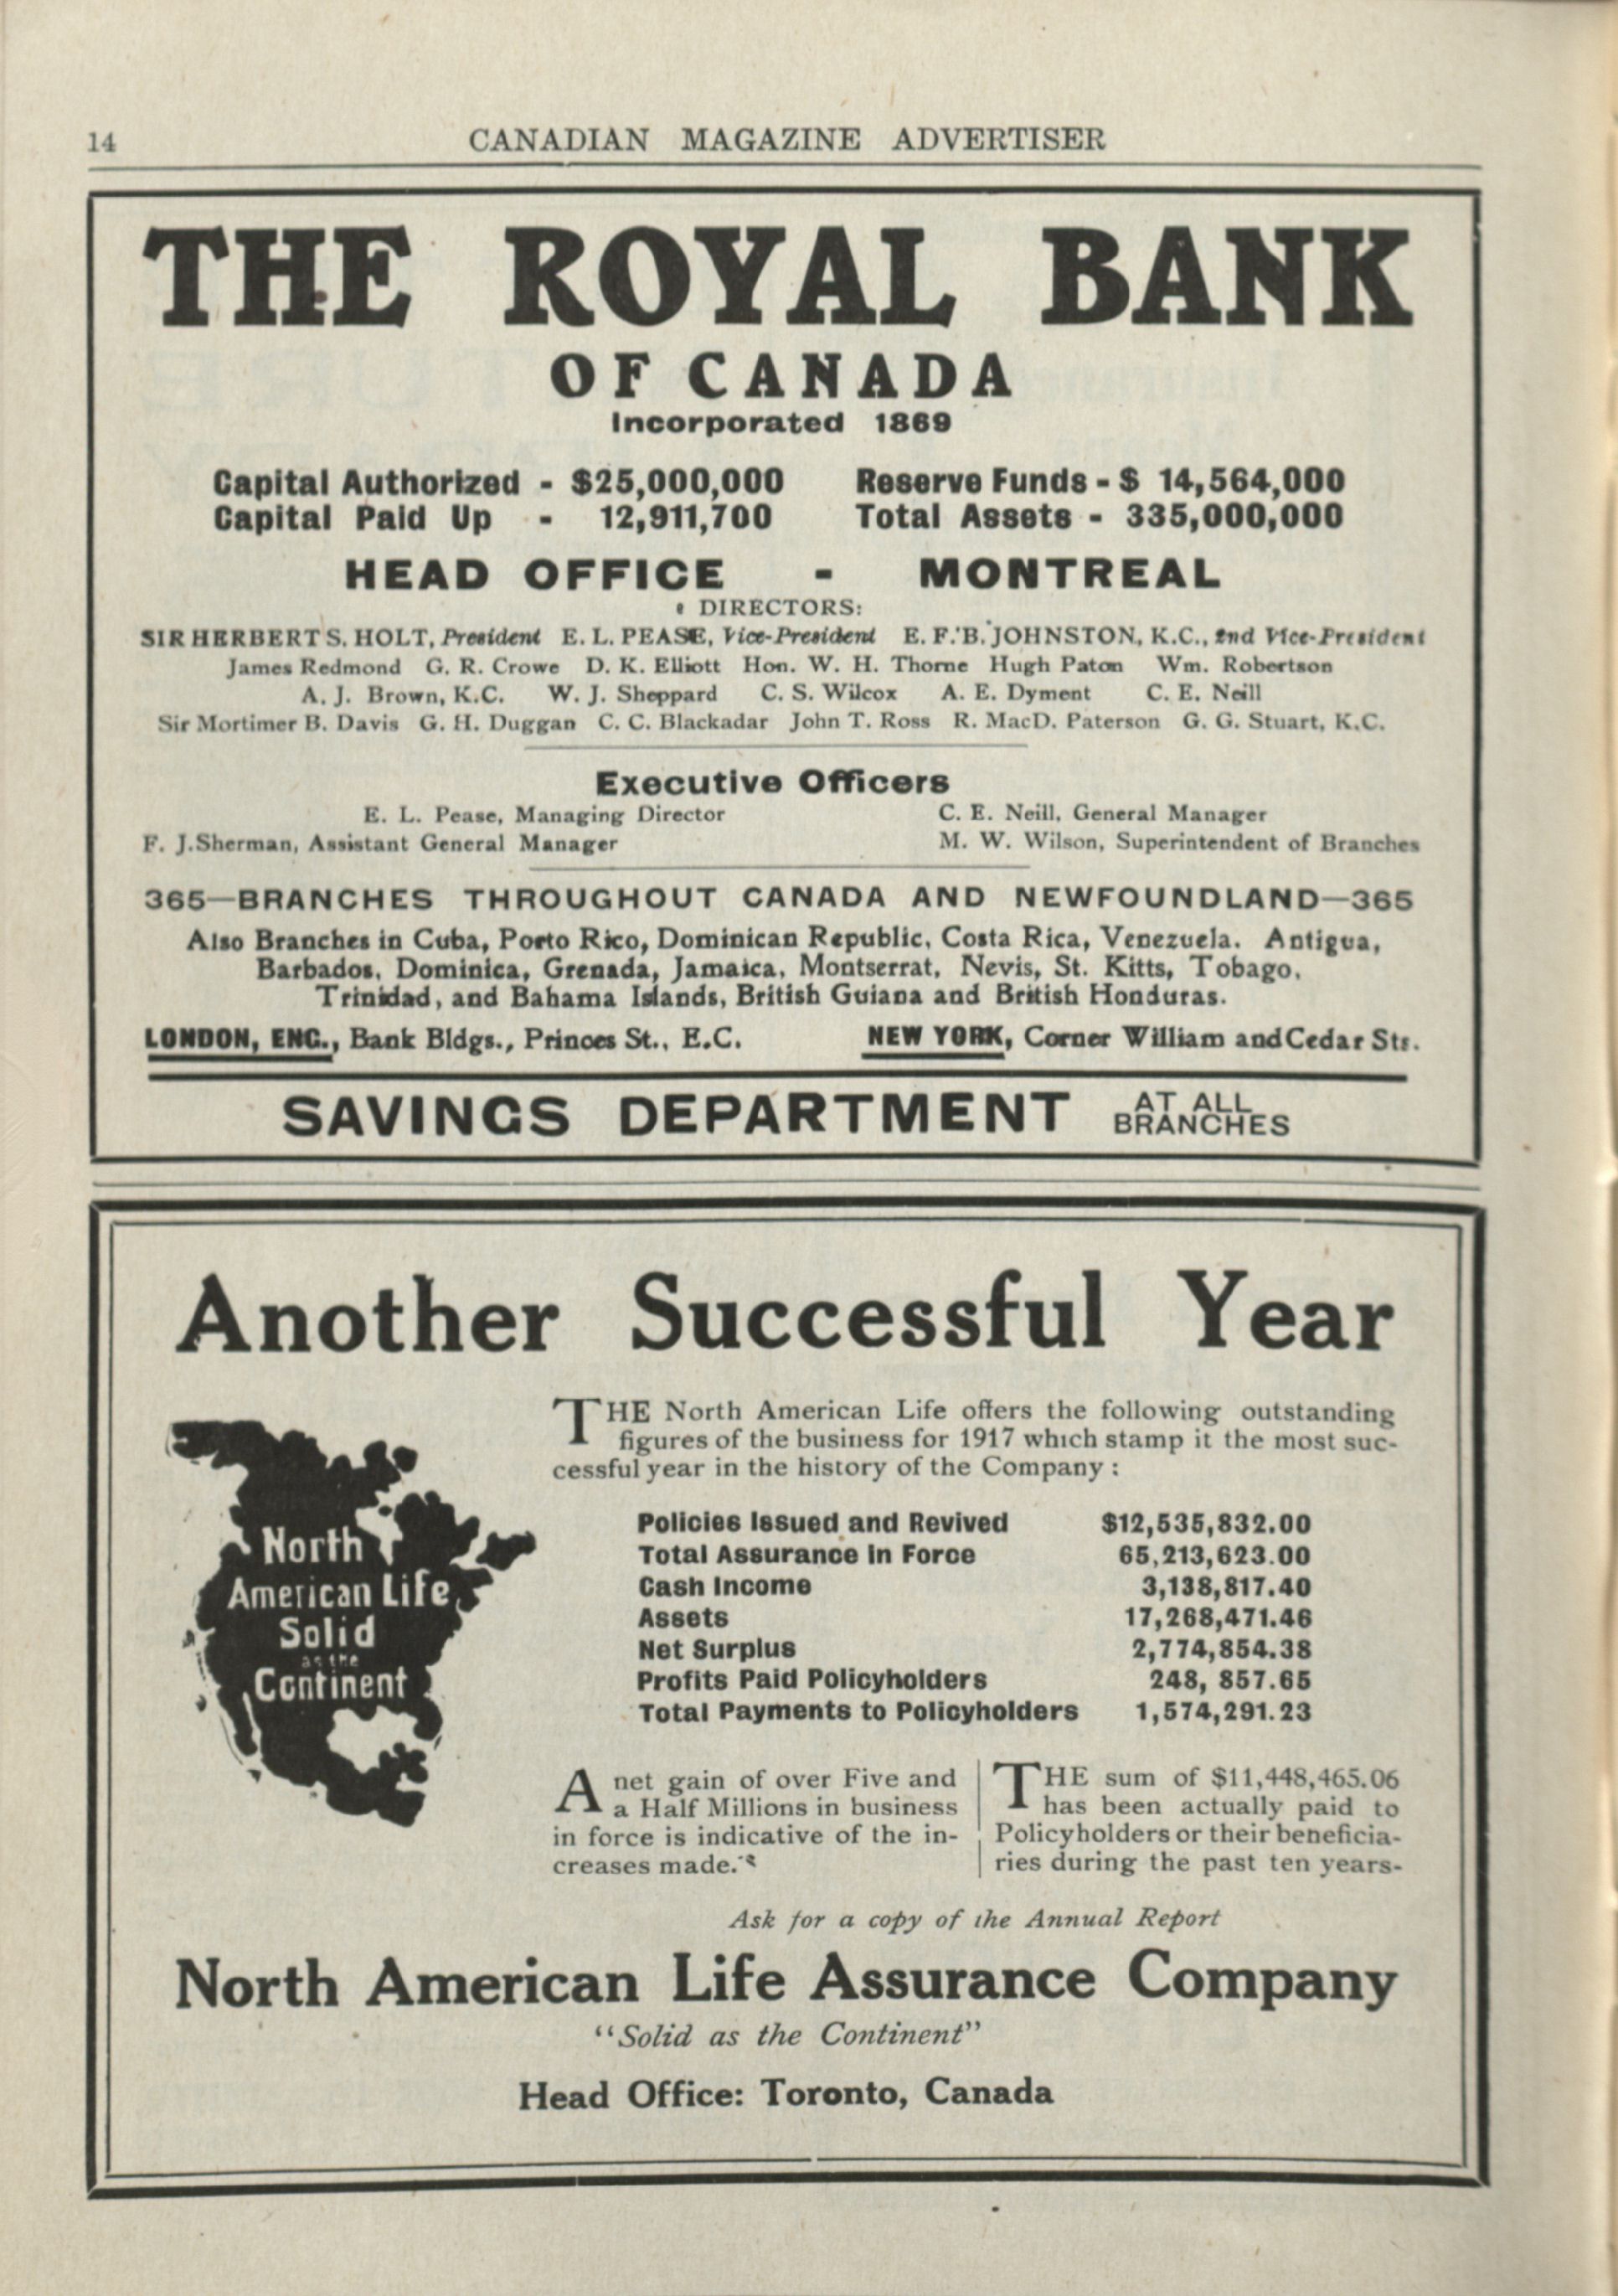 14
CANADIAN MAGAZINE ADVERTISER
THE ROYAL BANK
OF CANADA
Incorporated 1869
Capital Authorized - $25,000,000 Reserve Funds - $ 14,564,000
Capital Paid Up - 12,911,700 Total Assets - 335,000,000
HEAD OFFICE - MONTREAL
DIRECTORS:
SIR HERBERT S. HOLT, President E. L. PEASE, Vice-President E. F. B. JOHNSTON, K.C., 2nd Vice-President
James Redmond G. R. Crowe D. K. Elliott Hon. W. H. Thorne Hugh Paton Wm. Robertson
A. J. Brown, K.C. W. J. Sheppard C. S. Wilcox A. E. Dyment C. E. Neill
Sir Mortimer B. Davis G. H. Duggan C. C. Blackadar John T. Ross R. MacD. Paterson G. G. Stuart, K.C.
Executive Officers
E. L. Pease, Managing Director C. E. Neill, General Manager
F. J. Sherman, Assistant General Manager M. W. Wilson, Superintendent of Branches
365—BRANCHES THROUGHOUT CANADA AND NEWFOUNDLAND—365
Also Branches in Cuba, Porto Rico, Dominican Republic, Costa Rica, Venezuela. Antigua,
Barbados, Dominica, Grenada, Jamaica, Montserrat, Nevis, St. Kitts, Tobago,
Trinidad, and Bahama Islands, British Guiana and British Honduras.
LONDON, ENG., Bank Bldgs., Princes St., E.C. NEW YORK, Corner William and Cedar Sts.
SAVINGS DEPARTMENT AT ALL BRANCHES
Another Successful Year
THE North American Life offers the following outstanding
figures of the business for 1917 which stamp it the most suc-
cessful year in the history of the Company :
North
American Life
Solid
as the
Continent
Policies Issued and Revived $12,535,832.00
Total Assurance in Force 65,213,623.00
Cash Income 3,138,817.40
Assets 17,268,471.46
Net Surplus 2,774,854.38
Profits Paid Policyholders 248, 857.65
Total Payments to Policyholders 1,574,291.23
A net gain of over Five and
a Half Millions in business
in force is indicative of the in-
creases made.
THE sum of $11,448,465.06
has been actually paid to
Policyholders or their beneficia-
ries during the past ten years-
Ask for a copy of the Annual Report
North American Life Assurance Company
"Solid as the Continent"
Head Office: Toronto, Canada